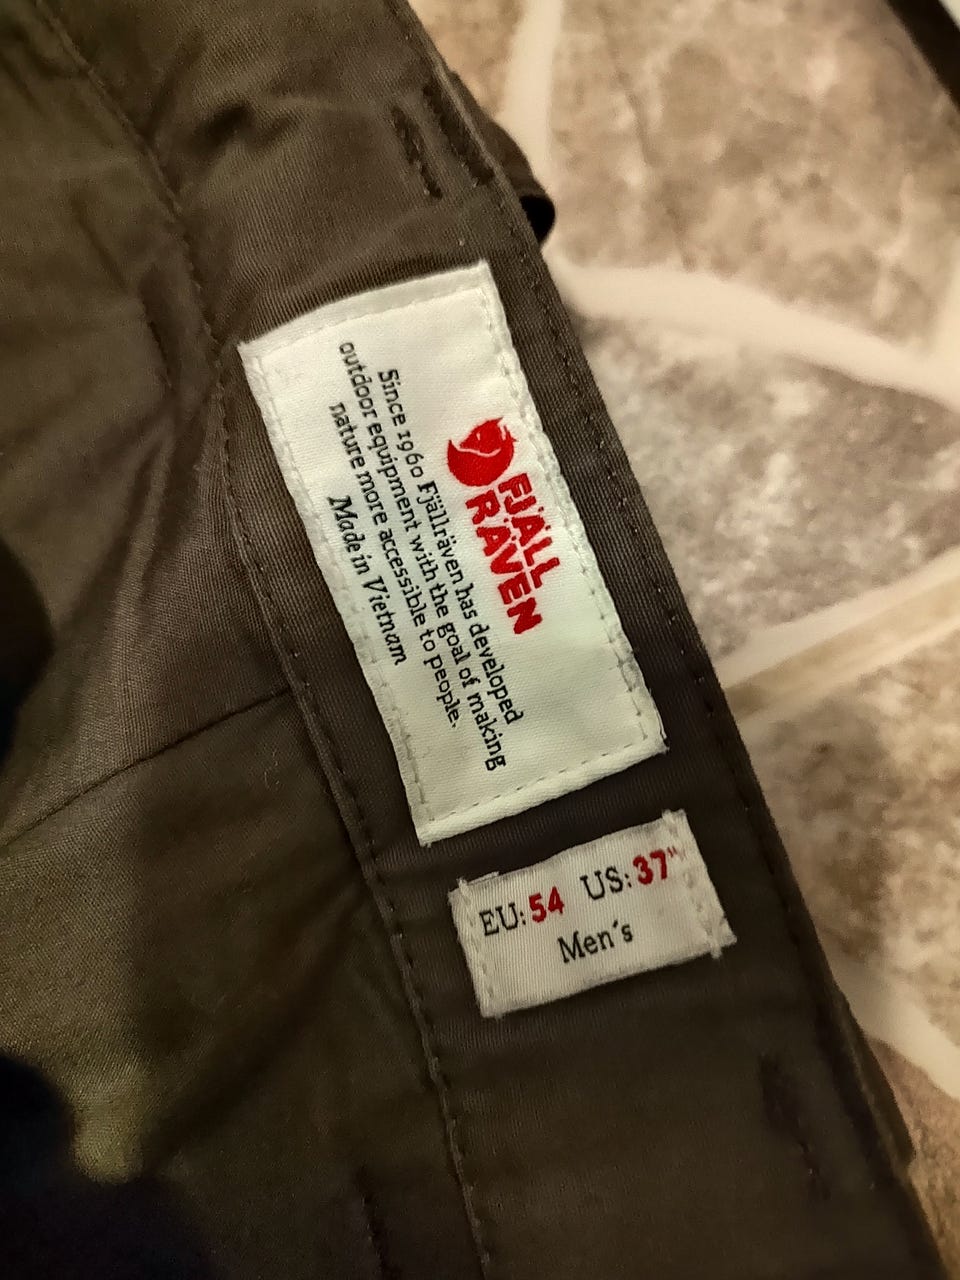 FJÄLL
RÄVEN
Since 1960 Fjällräven has developed
outdoor equipment with the goal of making
nature more accessible to people.
Made in Vietnam
EU: 54 US: 37"
Men´s